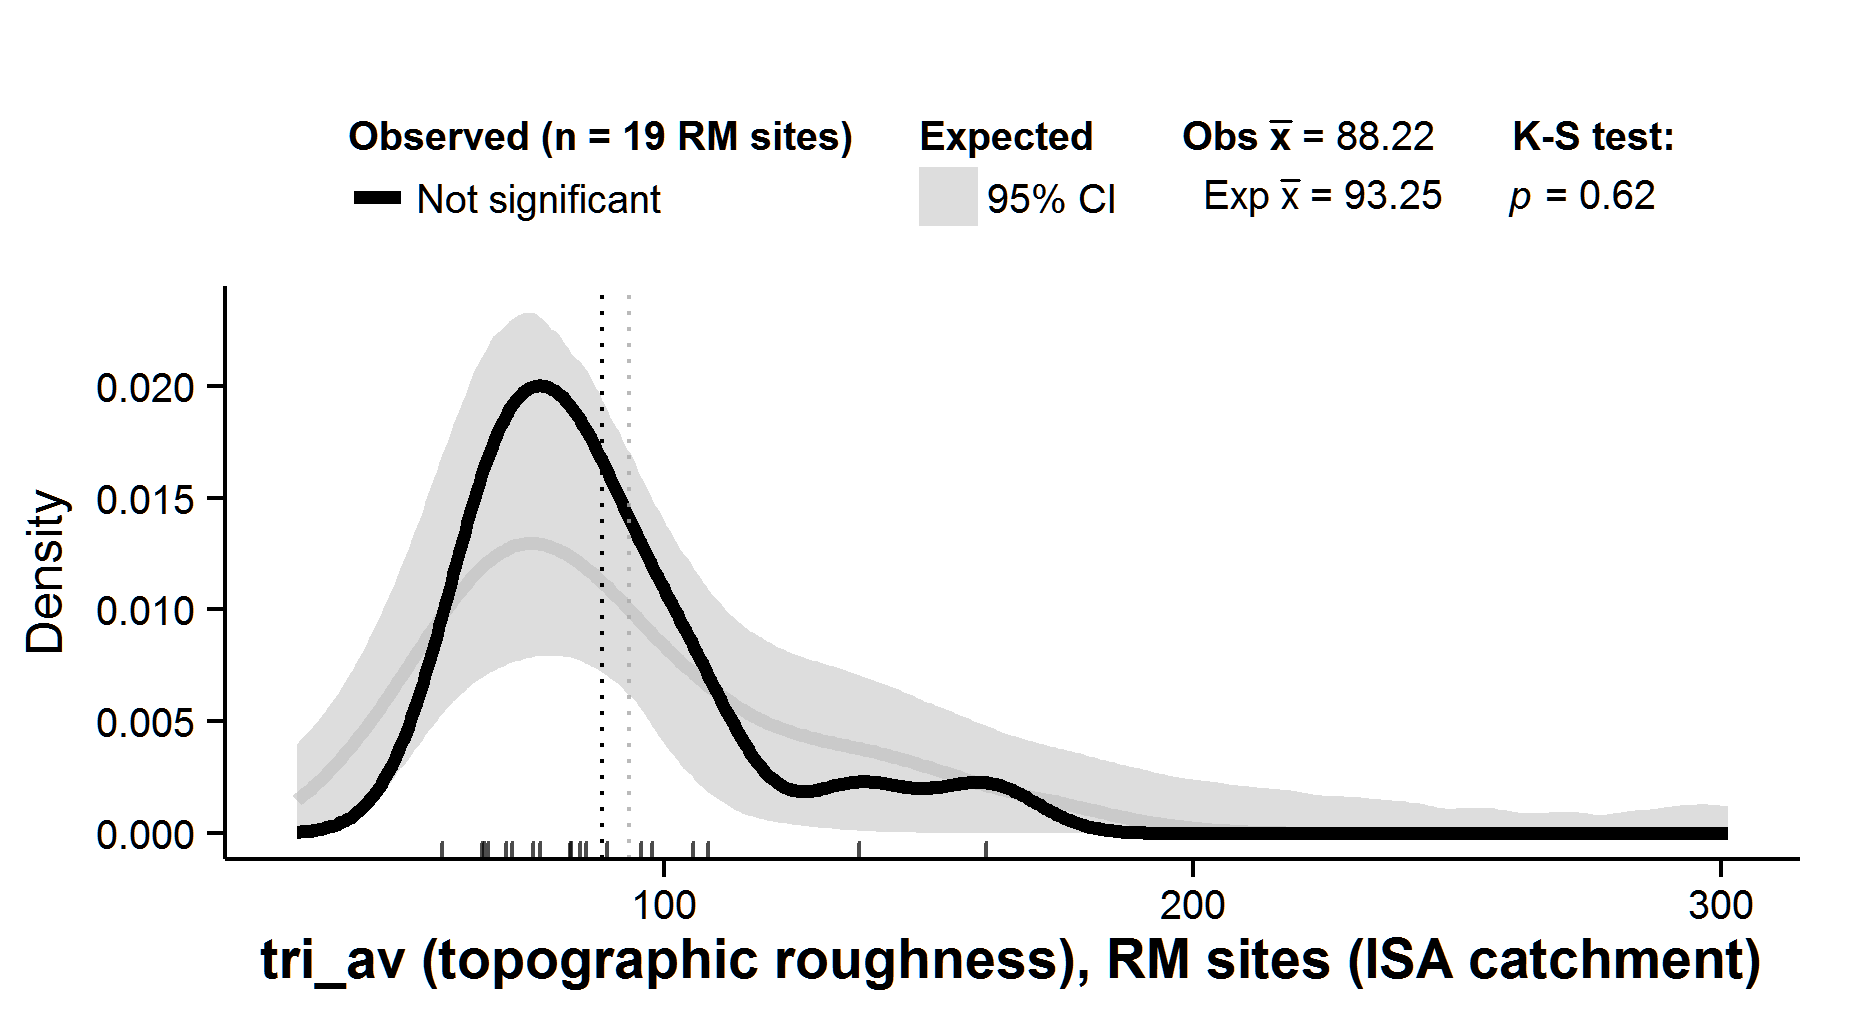 Observed (n = 19 RM sites) Expected Obs x̅ = 88.22 K-S test:
Not significant 95% CI Exp x̅ = 93.25 p = 0.62
0.020
0.015
0.010
0.005
0.000
Density
100 200 300
tri_av (topographic roughness), RM sites (ISA catchment)